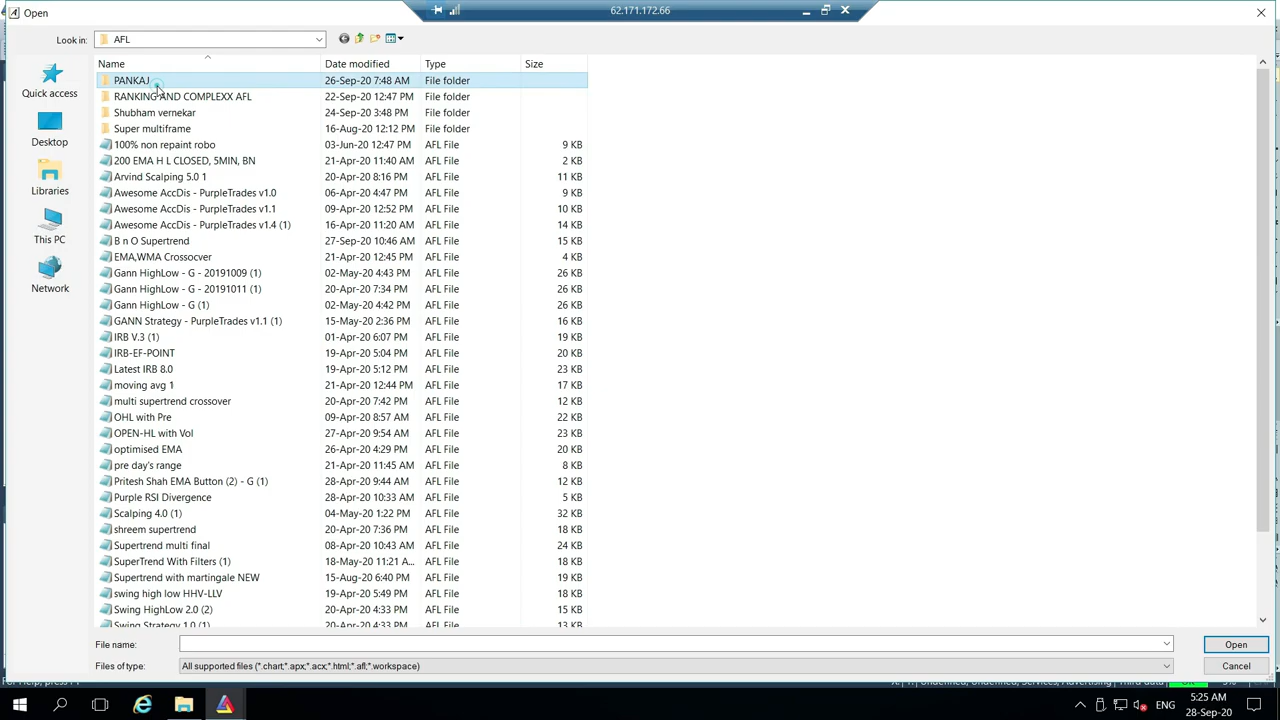 Open
62.171.172.66
Look in:
AFL
Name
Date modified
Type
Size
PANKAJ 26-Sep-20 7:48 AM File folder
RANKING AND COMPLEXX AFL 22-Sep-20 12:47 PM File folder
Shubham vernekar 24-Sep-20 3:48 PM File folder
Super multiframe 16-Aug-20 12:12 PM File folder
100% non repaint robo 03-Jun-20 12:47 PM AFL File 9 KB
200 EMA H L CLOSED, 5MIN, BN 21-Apr-20 11:40 AM AFL File 2 KB
Arvind Scalping 5.0 1 20-Apr-20 8:16 PM AFL File 11 KB
Awesome AccDis - PurpleTrades v1.0 06-Apr-20 4:47 PM AFL File 9 KB
Awesome AccDis - PurpleTrades v1.1 09-Apr-20 12:52 PM AFL File 10 KB
Awesome AccDis - PurpleTrades v1.4 (1) 16-Apr-20 11:20 AM AFL File 14 KB
B n O Supertrend 27-Sep-20 10:46 AM AFL File 15 KB
EMA,WMA Crossocver 21-Apr-20 12:45 PM AFL File 4 KB
Gann HighLow - G - 20191009 (1) 02-May-20 4:43 PM AFL File 26 KB
Gann HighLow - G - 20191011 (1) 20-Apr-20 7:34 PM AFL File 26 KB
Gann HighLow - G (1) 02-May-20 4:42 PM AFL File 26 KB
GANN Strategy - PurpleTrades v1.1 (1) 15-May-20 2:36 PM AFL File 16 KB
IRB V.3 (1) 01-Apr-20 6:07 PM AFL File 19 KB
IRB-EF-POINT 19-Apr-20 5:04 PM AFL File 20 KB
Latest IRB 8.0 19-Apr-20 5:12 PM AFL File 23 KB
moving avg 1 21-Apr-20 12:44 PM AFL File 17 KB
multi supertrend crossover 20-Apr-20 7:42 PM AFL File 12 KB
OHL with Pre 09-Apr-20 8:57 AM AFL File 22 KB
OPEN-HL with Vol 27-Apr-20 9:54 AM AFL File 23 KB
optimised EMA 26-Apr-20 4:29 PM AFL File 20 KB
pre day's range 21-Apr-20 11:45 AM AFL File 8 KB
Pritesh Shah EMA Button (2) - G (1) 28-Apr-20 9:44 AM AFL File 12 KB
Purple RSI Divergence 28-Apr-20 10:33 AM AFL File 5 KB
Scalping 4.0 (1) 04-May-20 1:22 PM AFL File 32 KB
shreem supertrend 20-Apr-20 7:36 PM AFL File 18 KB
Supertrend multi final 08-Apr-20 10:43 AM AFL File 24 KB
SuperTrend With Filters (1) 18-May-20 11:21 A... AFL File 18 KB
Supertrend with martingale NEW 15-Aug-20 6:40 PM AFL File 19 KB
swing high low HHV-LLV 19-Apr-20 5:49 PM AFL File 18 KB
Swing HighLow 2.0 (2) 20-Apr-20 4:33 PM AFL File 15 KB
Swing Strategy 1.0 (1) 20-Apr-20 4:33 PM AFL File 13 KB
Quick access
Desktop
Libraries
This PC
Network
File name:
Open
Files of type: All supported files (*.chart;*.apx;*.acx;*.html;*.afl;*.workspace)
Cancel
ENG
5:25 AM
28-Sep-20